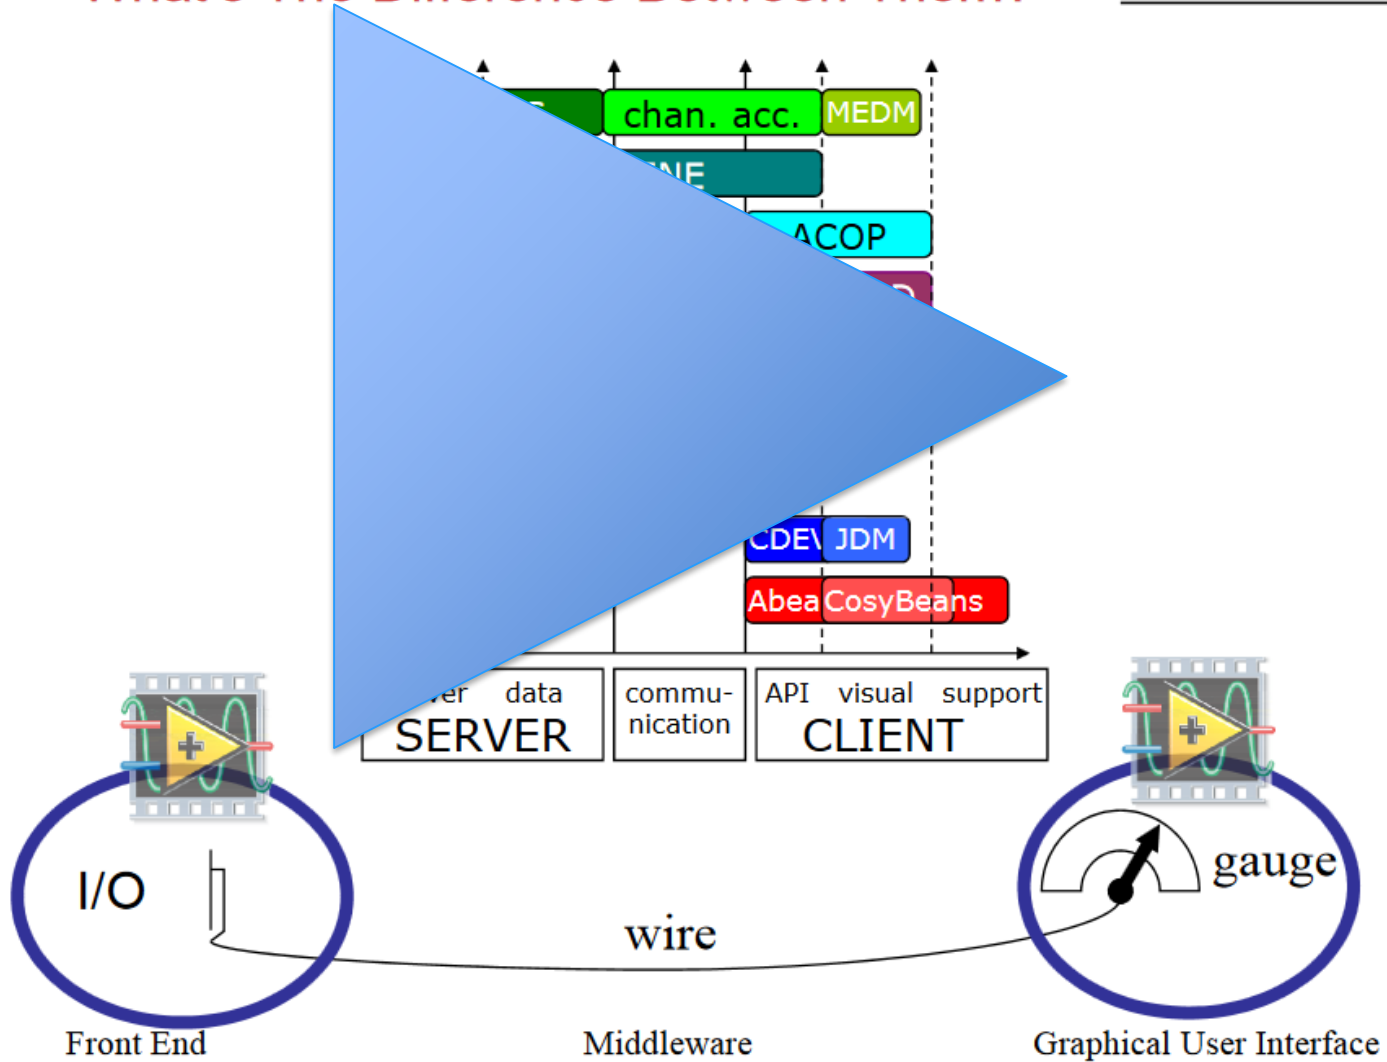 chan. acc. MEDM
ACOP
CDEV JDM
CosyBeans
data
SERVER
commu-
nication
API visual support
CLIENT
I/O
gauge
wire
Front End
Middleware
Graphical User Interface